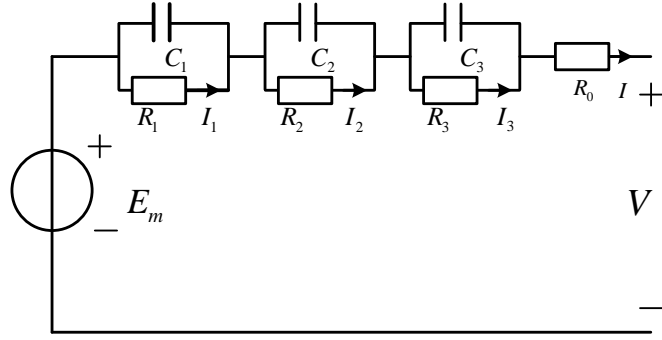 C₁ C₂ C₃
R₁ I₁ R₂ I₂ R₃ I₃ R₀ I
+ +
Eₘ V
− −